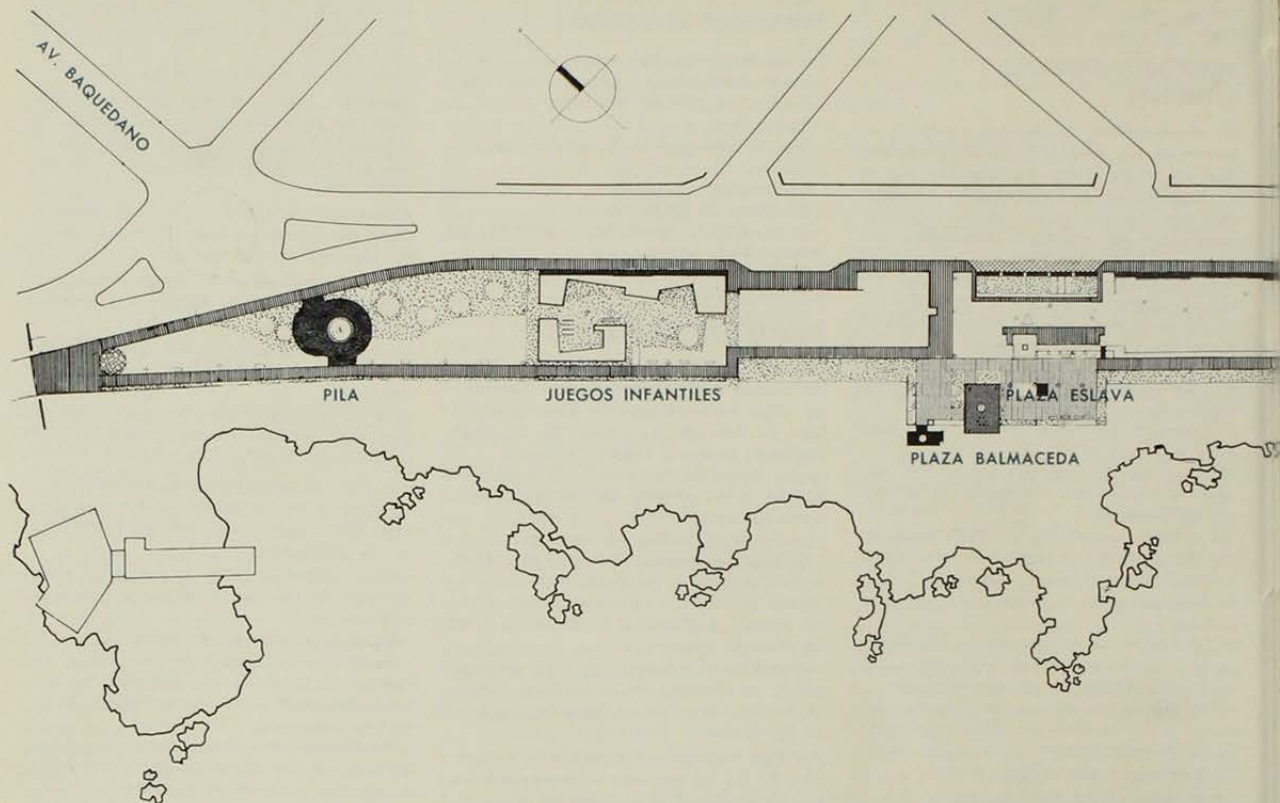 AV. BAQUEDANO
PILA
JUEGOS INFANTILES
PLAZA ESLAVA
PLAZA BALMACEDA